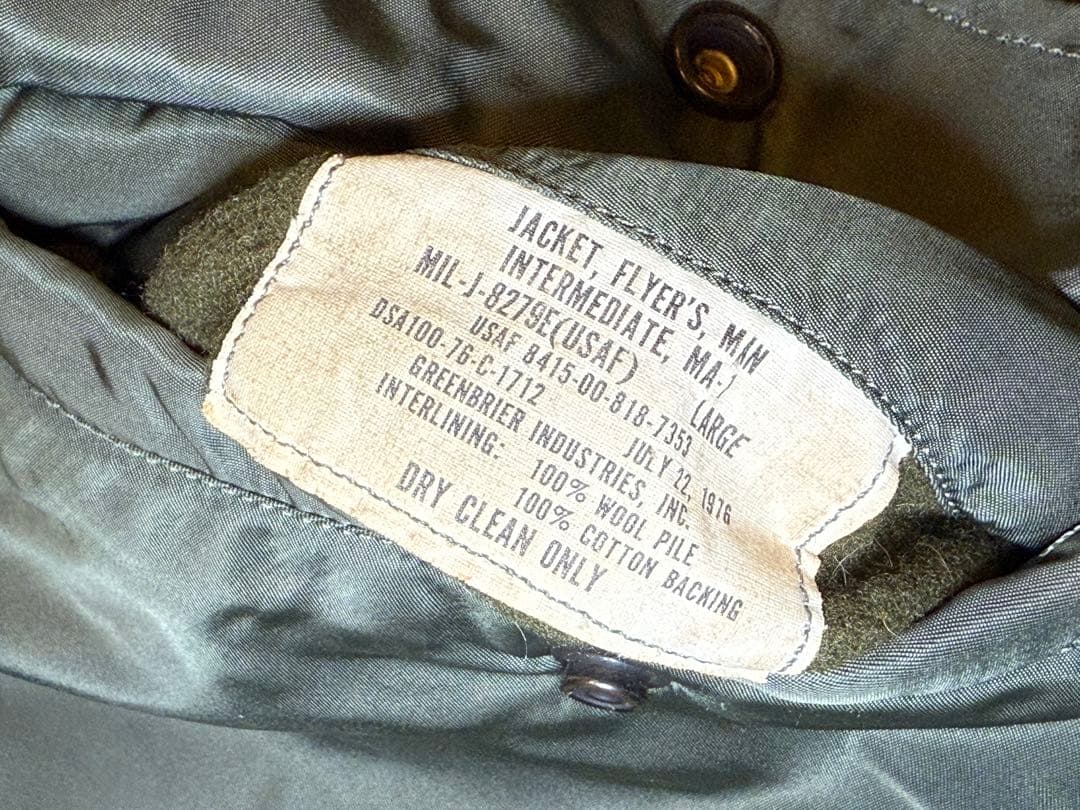 JACKET, FLYER'S, MAN
INTERMEDIATE, MA-1
MIL-J-8279E(USAF) LARGE
USAF 8415-00-818-7353
DSA100-76-C-1712 JULY 22, 1976
GREENBRIER INDUSTRIES, INC.
INTERLINING: 100% WOOL PILE
100% COTTON BACKING
DRY CLEAN ONLY